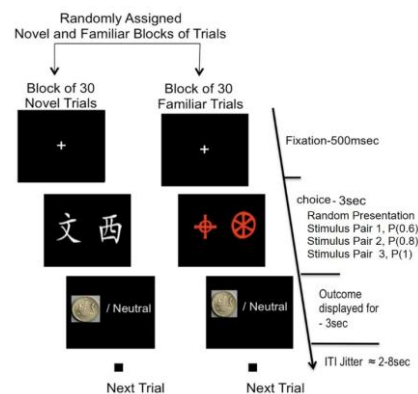 Randomly Assigned
Novel and Familiar Blocks of Trials
Block of 30
Novel Trials
Block of 30
Familiar Trials
Fixation-500msec
文 西
choice - 3sec
Random Presentation
Stimulus Pair 1, P(0.6)
Stimulus Pair 2, P(0.8)
Stimulus Pair 3, P(1)
/ Neutral
/ Neutral
Outcome
displayed for
- 3sec
ITI Jitter ≈ 2-8sec
Next Trial
Next Trial